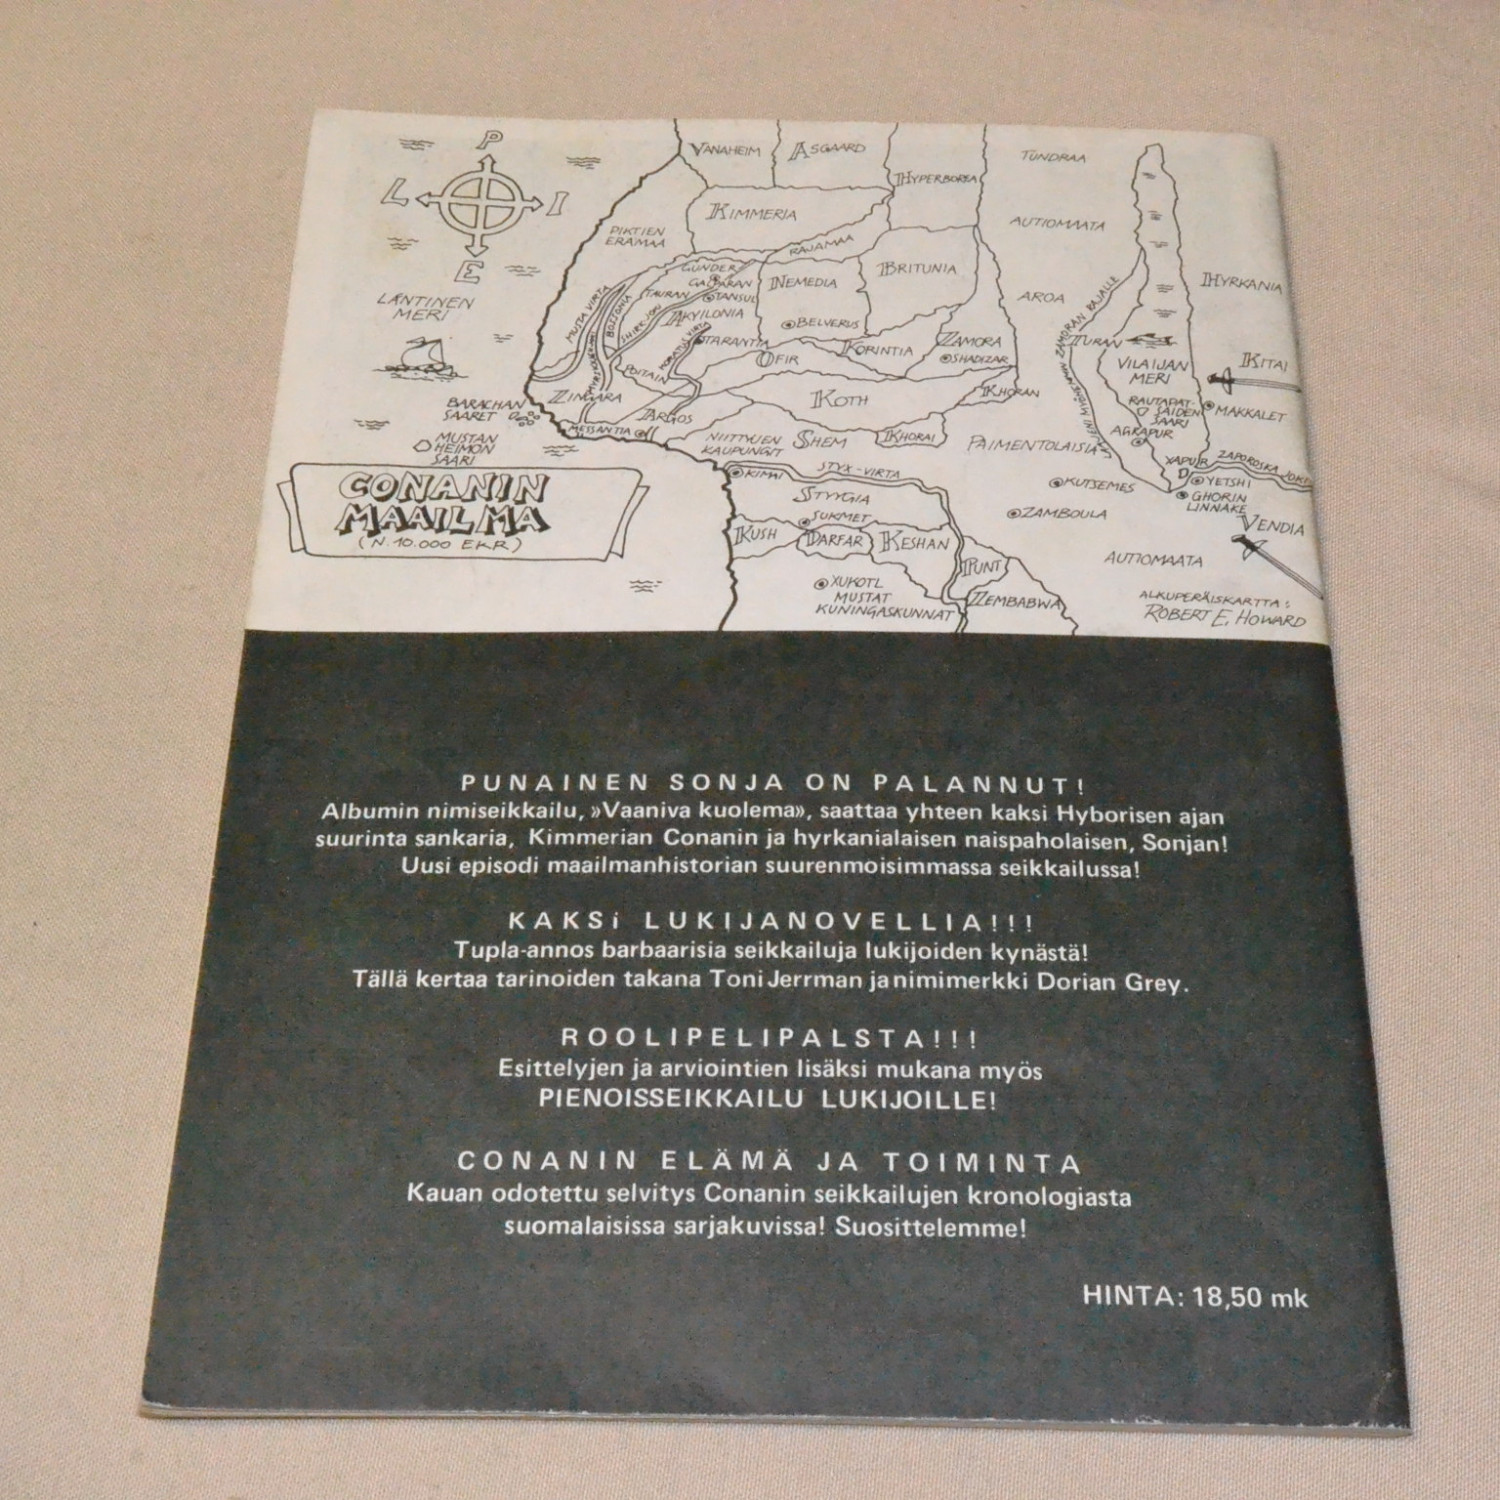 P
L
I
E
LÄNTINEN
MERI
VANAHEIM
ASGAARD
HYPERBOREA
TUNDRAA
KIMMERIA
PIKTIEN
ERÄMAA
RAJAMAA
AUTIOMAATA
HYRKANIA
NEMEDIA
BRITUNIA
AROA
MUSTA VIRTA
TAURAN
TANSUL
AKYILONIA
BELVERUS
TARANTIA
OFIR
KORINTIA
ZAMORA
SHADIZAR
TURAN
VILAIJAN
MERI
KITAI
POITAIN
ZINGARA
ARGOS
KOTH
KHORAN
BARACHAN
SAARET
MUSTAN
HEIMON
SAARI
MESSANTIA
NIITTYJEN
KAUPUNGIT
SHEM
KHORAI
PAIMENTOLAISIA
AGRAPUR
MAKKALET
XAPUR
YETSHI
GHORIN
LINNAKE
CONANIN
MAAILMA
(N. 10.000 EKR)
KIMAI
STYX-VIRTA
STYYGIA
SUKMET
KUTJEMES
ZAMBOULA
VENDIA
KUSH
DARFAR
KESHAN
PUNT
ZEMBABWA
AUTIOMAATA
XUKOTL
MUSTAT
KUNINGASKUNNAT
ALKUPERÄISKARTTA:
ROBERT E. HOWARD
PUNAINEN SONJA ON PALANNUT!
Albumin nimiseikkailu, »Vaaniva kuolema», saattaa yhteen kaksi Hyborisen ajan
suurinta sankaria, Kimmerian Conanin ja hyrkanialaisen naispaholaisen, Sonjan!
Uusi episodi maailmanhistorian suurenmoisimmassa seikkailussa!
KAKSi LUKIJANOVELLIA!!!
Tupla-annos barbaarisia seikkailuja lukijoiden kynästä!
Tällä kertaa tarinoiden takana Toni Jerrman ja nimimerkki Dorian Grey.
ROOLIPELIPALSTA!!!
Esittelyjen ja arviointien lisäksi mukana myös
PIENOISSEIKKAILU LUKIJOILLE!
CONANIN ELÄMÄ JA TOIMINTA
Kauan odotettu selvitys Conanin seikkailujen kronologiasta
suomalaisissa sarjakuvissa! Suosittelemme!
HINTA: 18,50 mk